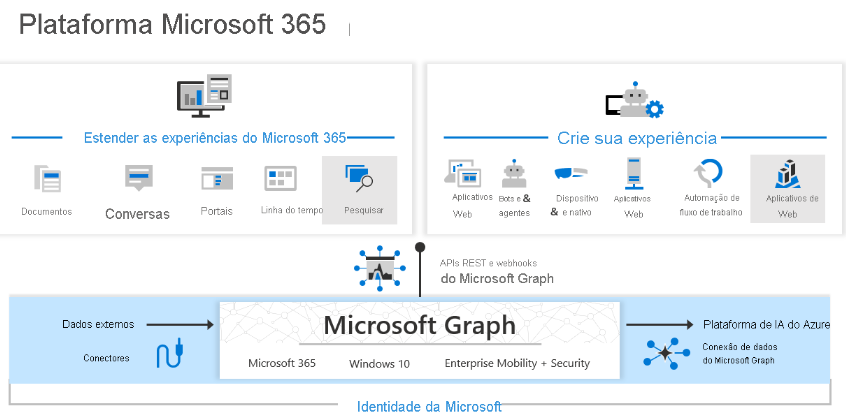 Plataforma Microsoft 365
Estender as experiências do Microsoft 365
Documentos
Conversas
Portais
Linha do tempo
Pesquisar
Crie sua experiência
Aplicativos
Web
Bots e &
agentes
Dispositivo
& e nativo
Aplicativos
Web
Automação de
fluxo de trabalho
Aplicativos de
Web
APIs REST e webhooks
do Microsoft Graph
Dados externos
Conectores
Microsoft Graph
Microsoft 365
Windows 10
Enterprise Mobility + Security
Plataforma de IA do Azure
Conexão de dados
do Microsoft Graph
Identidade da Microsoft